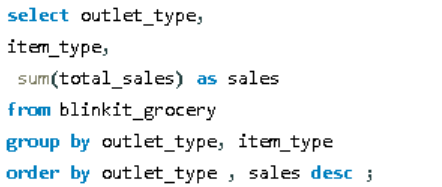 select outlet_type,
item_type,
sum(total_sales) as sales
from blinkit_grocery
group by outlet_type, item_type
order by outlet_type , sales desc ;